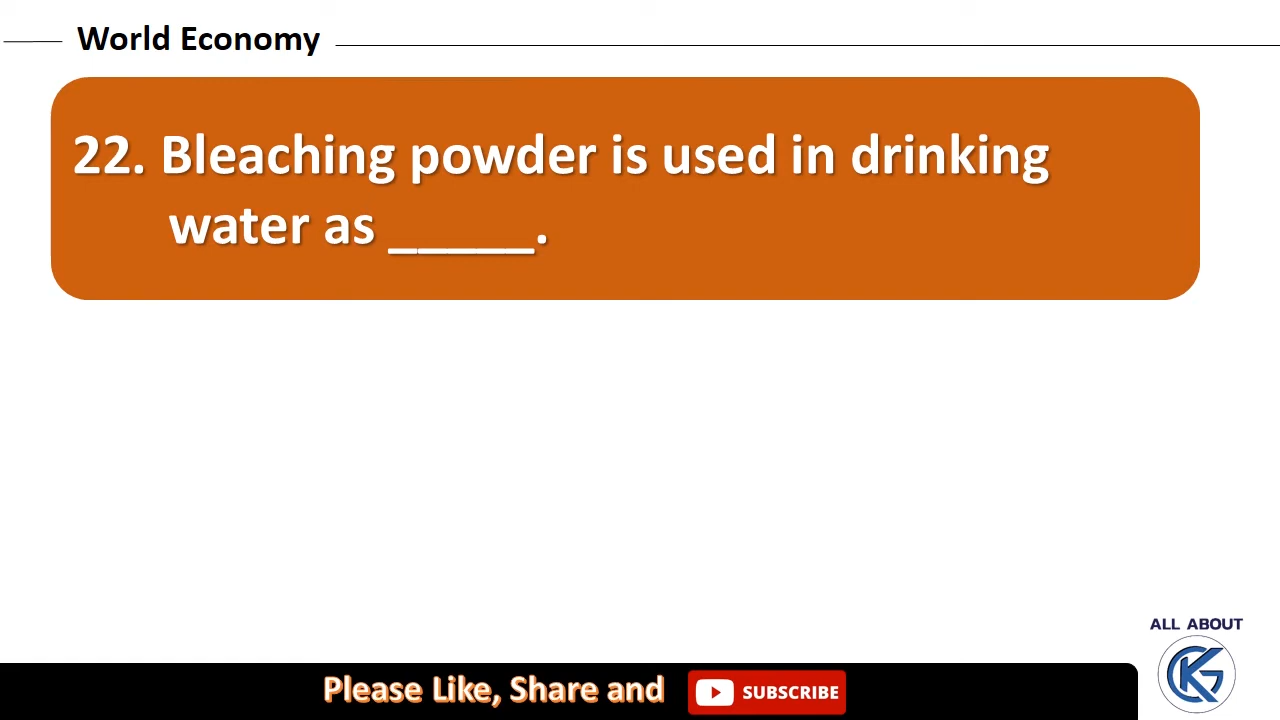 World Economy
22. Bleaching powder is used in drinking
water as _____.
ALL ABOUT
GK
Please Like, Share and
SUBSCRIBE